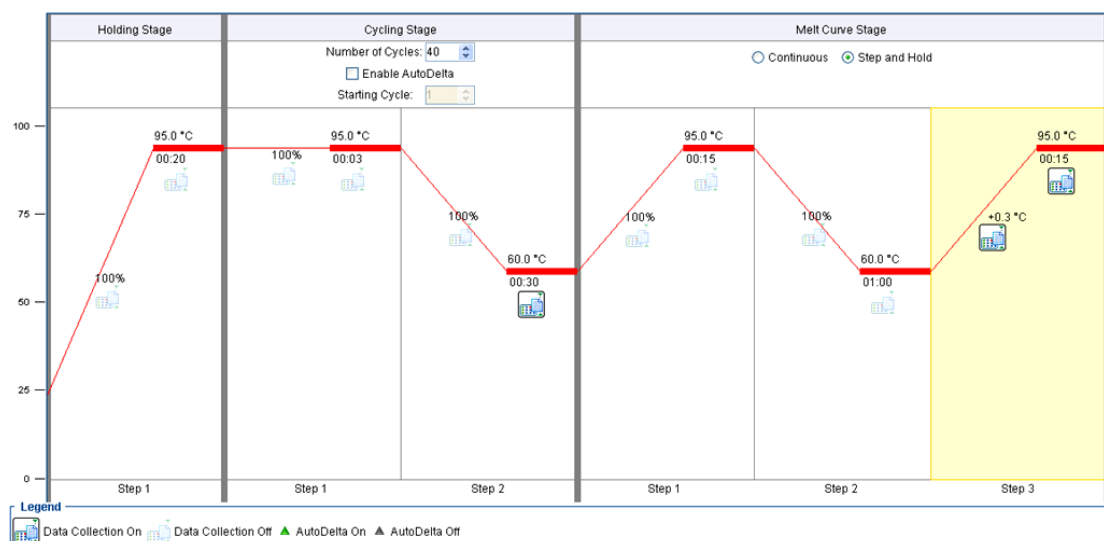 Holding Stage
Cycling Stage
Melt Curve Stage
Number of Cycles: 40
Enable AutoDelta
Starting Cycle: 1
Continuous
Step and Hold
100
75
50
25
0
100%
95.0 °C
00:20
100%
95.0 °C
00:03
100%
60.0 °C
00:30
100%
95.0 °C
00:15
100%
60.0 °C
01:00
+0.3 °C
95.0 °C
00:15
Step 1
Step 1
Step 2
Step 1
Step 2
Step 3
Legend
Data Collection On
Data Collection Off
AutoDelta On
AutoDelta Off